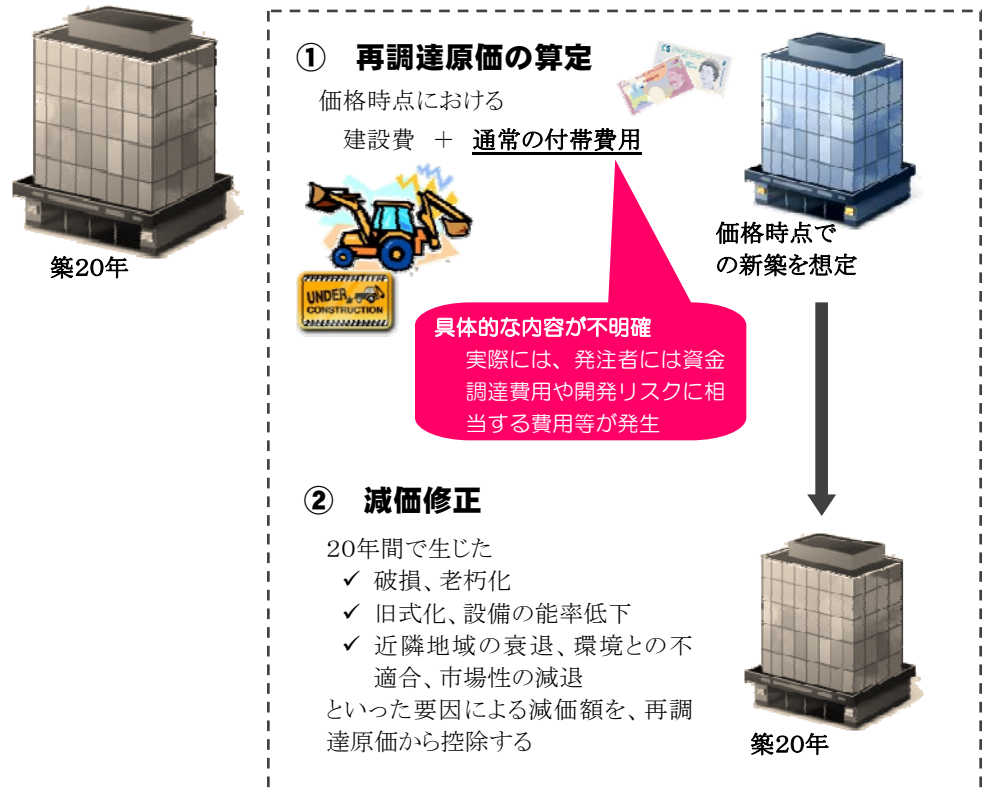 築20年
① 再調達原価の算定
価格時点における
建設費 + 通常の付帯費用
UNDER
CONSTRUCTION
価格時点で
の新築を想定
具体的な内容が不明確
実際には、発注者には資金
調達費用や開発リスクに相
当する費用等が発生
② 減価修正
20年間で生じた
✓ 破損、老朽化
✓ 旧式化、設備の能率低下
✓ 近隣地域の衰退、環境との不
適合、市場性の減退
といった要因による減価額を、再調
達原価から控除する
築20年